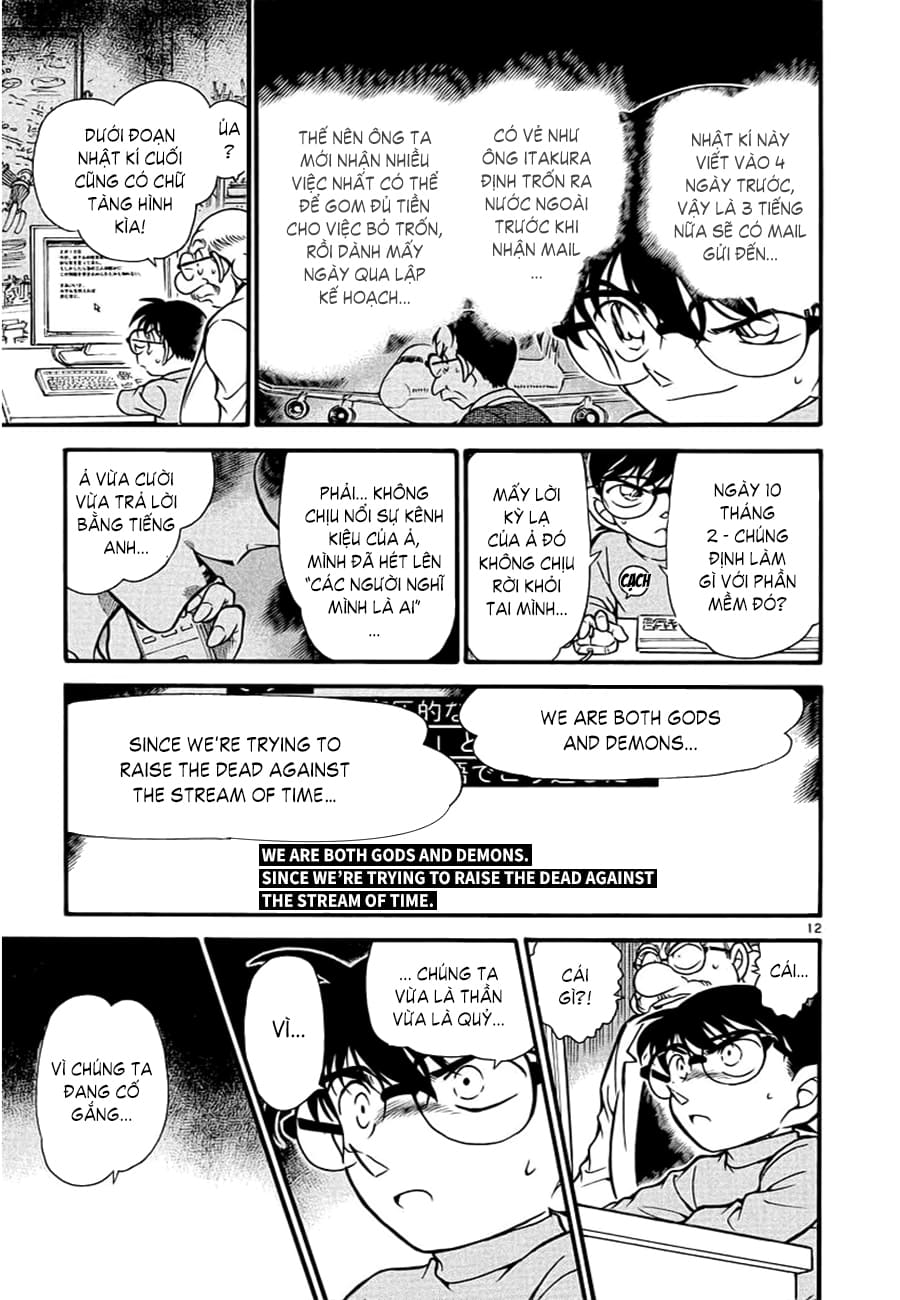 NHẬT KÍ NÀY
VIẾT VÀO 4
NGÀY TRƯỚC,
VẬY LÀ 3 TIẾNG
NỮA SẼ CÓ MAIL
GỬI ĐẾN...
CÓ VẺ NHƯ
ÔNG ITAKURA
ĐỊNH TRỐN RA
NƯỚC NGOÀI
TRƯỚC KHI
NHẬN MAIL
...
THẾ NÊN ÔNG TA
MỚI NHẬN NHIỀU
VIỆC NHẤT CÓ THỂ
ĐỂ GOM ĐỦ TIỀN
CHO VIỆC BỎ TRỐN,
RỒI DÀNH MẤY
NGÀY QUA LẬP
KẾ HOẠCH...
ỦA
?
DƯỚI ĐOẠN
NHẬT KÍ CUỐI
CŨNG CÓ CHỮ
TÀNG HÌNH
KÌA!
NGÀY 10
THÁNG
2 - CHÚNG
ĐỊNH LÀM
GÌ VỚI PHẦN
MỀM ĐÓ?
CẠCH
MẤY LỜI
KỲ LẠ
CỦA Ả ĐÓ
KHÔNG CHỊU
RỜI KHỎI
TAI MÌNH...
PHẢI... KHÔNG
CHỊU NỔI SỰ KÊNH
KIỆU CỦA Ả,
MÌNH ĐÃ HÉT LÊN
“CÁC NGƯỜI NGHĨ
MÌNH LÀ AI”
...
Ả VỪA CƯỜI
VỪA TRẢ LỜI
BẰNG TIẾNG
ANH...
WE ARE BOTH GODS
AND DEMONS...
SINCE WE'RE TRYING TO
RAISE THE DEAD AGAINST
THE STREAM OF TIME...
WE ARE BOTH GODS AND DEMONS.
SINCE WE'RE TRYING TO RAISE THE DEAD AGAINST
THE STREAM OF TIME.
12
CÁI...
CÁI
GÌ?!
... CHÚNG TA
VỪA LÀ THẦN
VỪA LÀ QUỶ...
VÌ...
VÌ CHÚNG TA
ĐANG CỐ
GẮNG...